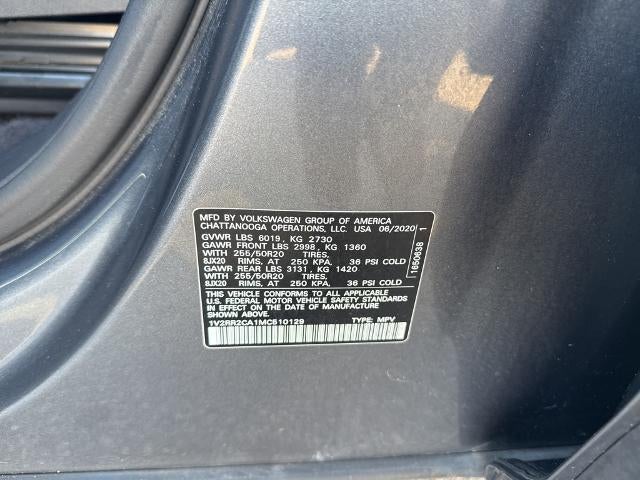 MFD BY VOLKSWAGEN GROUP OF AMERICA
CHATTANOOGA OPERATIONS, LLC. USA 06/2020
GVWR LBS 6019, KG 2730
GAWR FRONT LBS 2998, KG 1360
WITH 255/50R20 TIRES.
8JX20 RIMS, AT 250 KPA, 36 PSI COLD
GAWR REAR LBS 3131, KG 1420
WITH 255/50R20 TIRES.
8JX20 RIMS, AT 250 KPA, 36 PSI COLD
THIS VEHICLE CONFORMS TO ALL APPLICABLE
U.S. FEDERAL MOTOR VEHICLE SAFETY STANDARDS
IN EFFECT ON THE DATE OF MANUFACTURE
SHOWN ABOVE.
1V2RR2CA1MC510129 TYPE: MPV
1650638 1